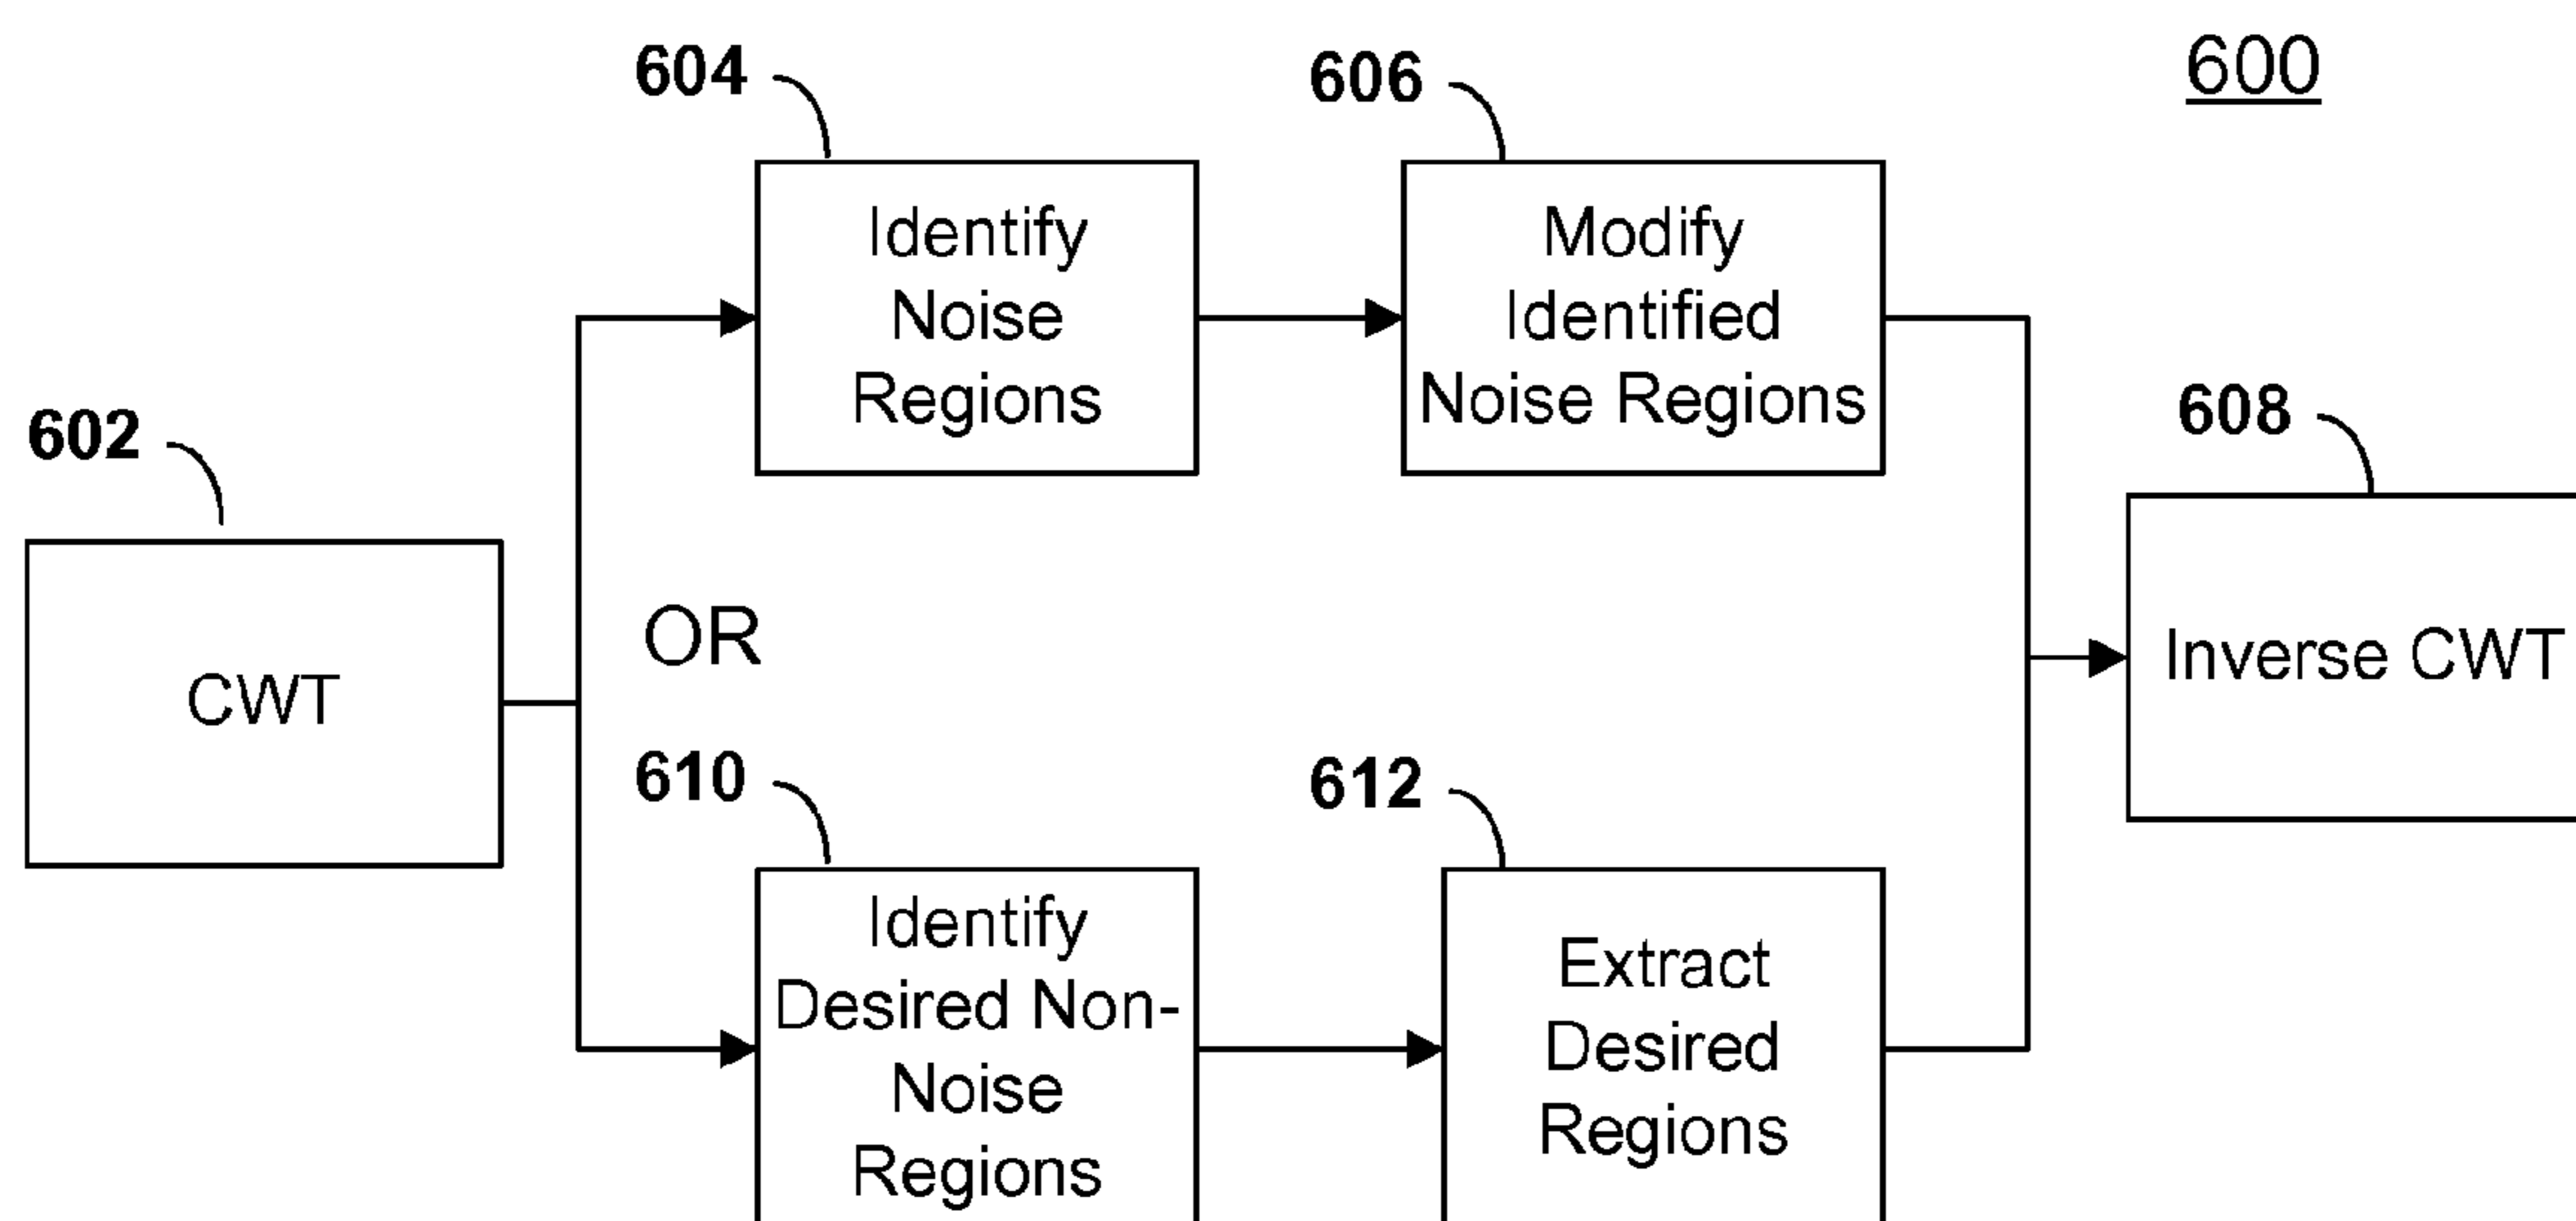 600
604
Identify
Noise
Regions
606
Modify
Identified
Noise Regions
602
CWT
OR
608
Inverse CWT
610
Identify
Desired Non-
Noise
Regions
612
Extract
Desired
Regions